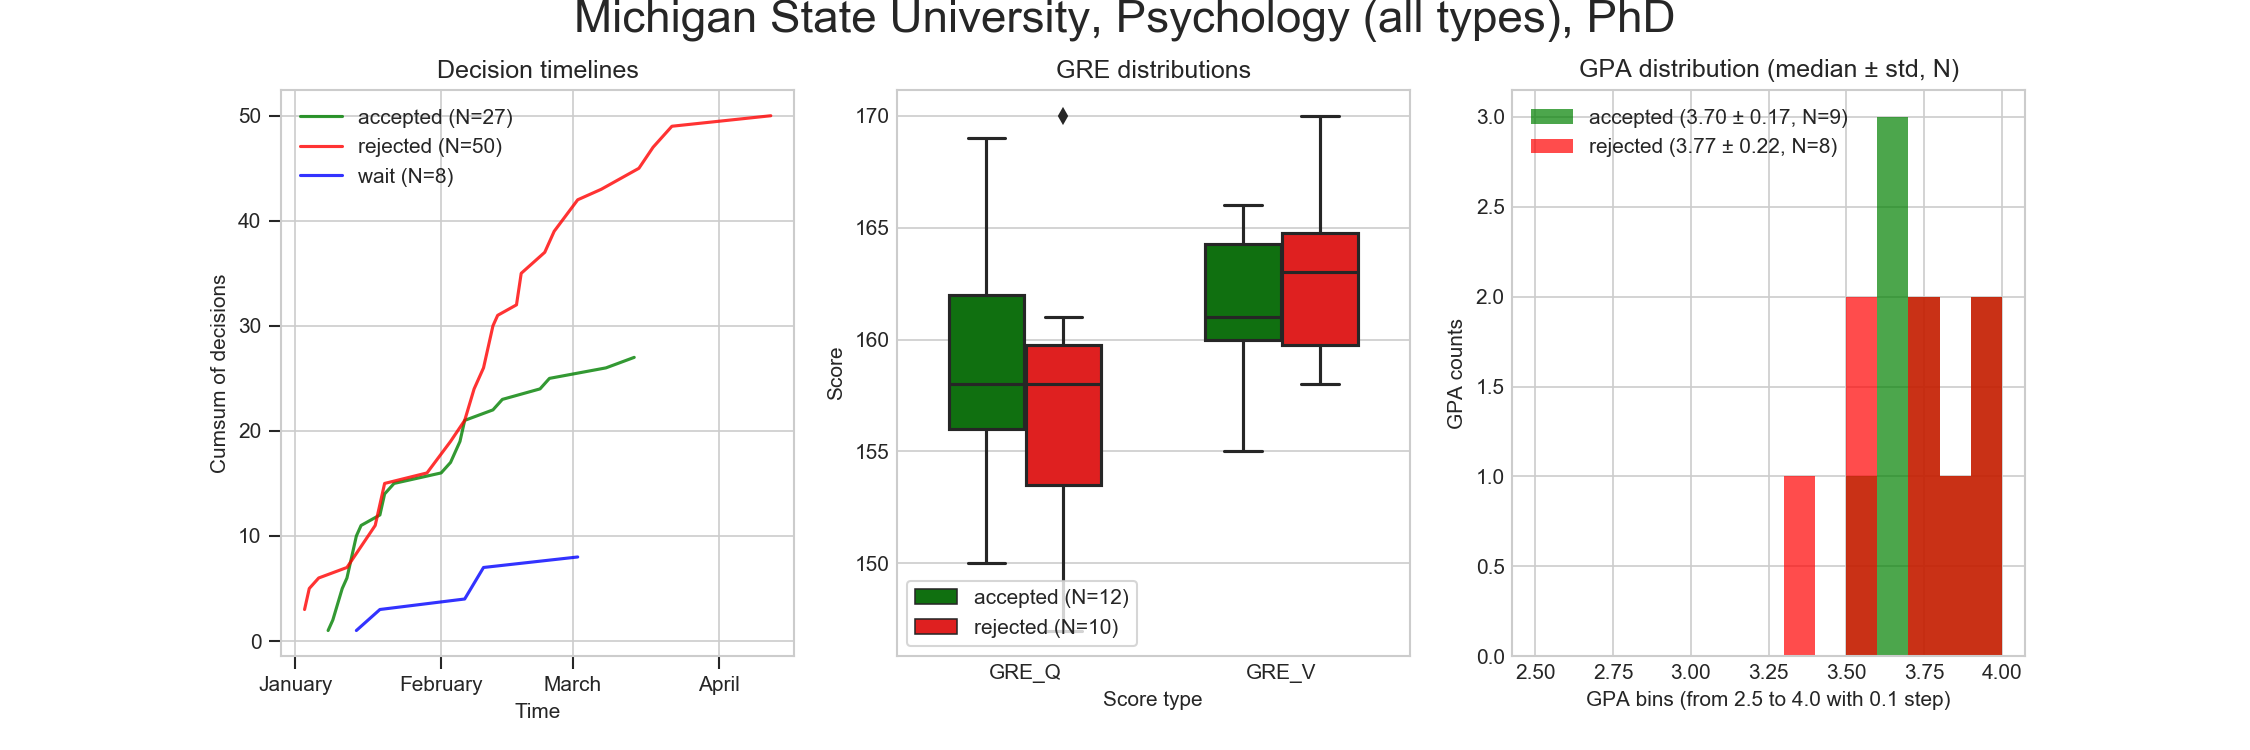 Michigan State University, Psychology (all types), PhD
Decision timelines
accepted (N=27)
rejected (N=50)
wait (N=8)
50
40
30
20
10
0
Cumsum of decisions
January February March April
Time
GRE distributions
170
165
160
155
150
Score
accepted (N=12)
rejected (N=10)
GRE_Q GRE_V
Score type
GPA distribution (median ± std, N)
accepted (3.70 ± 0.17, N=9)
rejected (3.77 ± 0.22, N=8)
3.0
2.5
2.0
1.5
1.0
0.5
0.0
GPA counts
2.50 2.75 3.00 3.25 3.50 3.75 4.00
GPA bins (from 2.5 to 4.0 with 0.1 step)